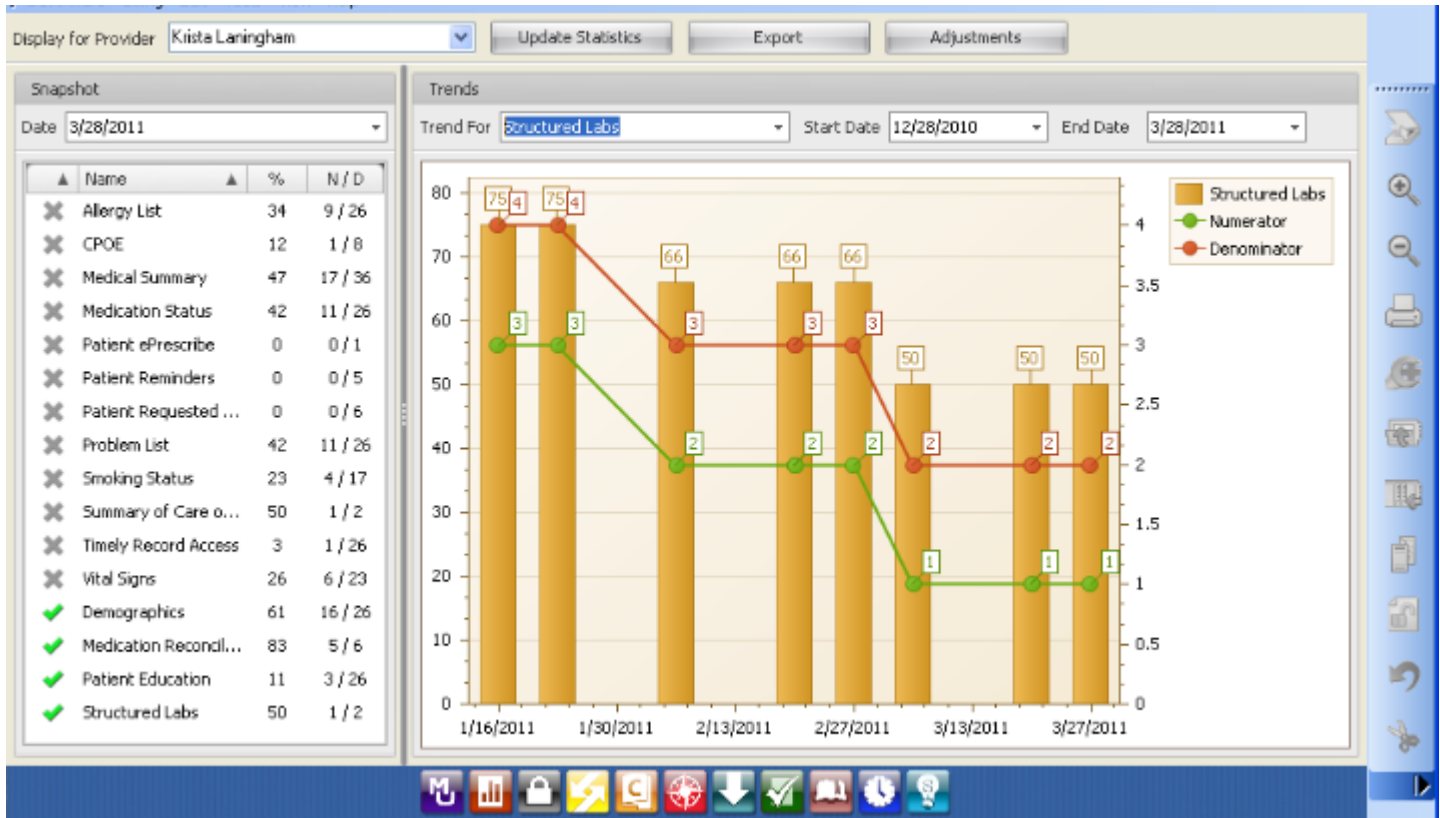 Display for Provider Krista Laningham Update Statistics Export Adjustments
Snapshot
Date 3/28/2011
Name % N / D
Allergy List 34 9 / 26
CPOE 12 1 / 8
Medical Summary 47 17 / 36
Medication Status 42 11 / 26
Patient ePrescribe 0 0 / 1
Patient Reminders 0 0 / 5
Patient Requested ... 0 0 / 6
Problem List 42 11 / 26
Smoking Status 23 4 / 17
Summary of Care o... 50 1 / 2
Timely Record Access 3 1 / 26
Vital Signs 26 6 / 23
Demographics 61 16 / 26
Medication Reconcil... 83 5 / 6
Patient Education 11 3 / 26
Structured Labs 50 1 / 2
Trends
Trend For Structured Labs Start Date 12/28/2010 End Date 3/28/2011
80
70
60
50
40
30
20
10
0
75 4 75 4
66 66 66
3 3 3 3 3
50 50 50
2 2 2 2 2 2
1 1 1
4
3.5
3
2.5
2
1.5
1
0.5
0
1/16/2011 1/30/2011 2/13/2011 2/27/2011 3/13/2011 3/27/2011
Structured Labs
Numerator
Denominator
MU C S